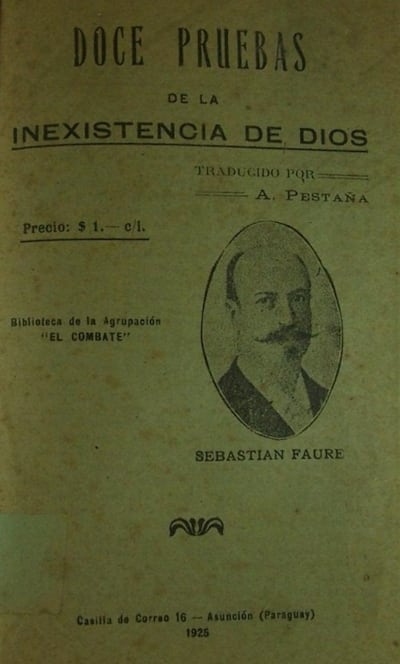 DOCE PRUEBAS
DE LA
INEXISTENCIA DE DIOS
TRADUCIDO POR
A. PESTAÑA
Precio: $ 1.— c/l.
Biblioteca de la Agrupación
"EL COMBATE"
SEBASTIAN FAURE
Casilla de Correo 16 — Asunción (Paraguay)
1925